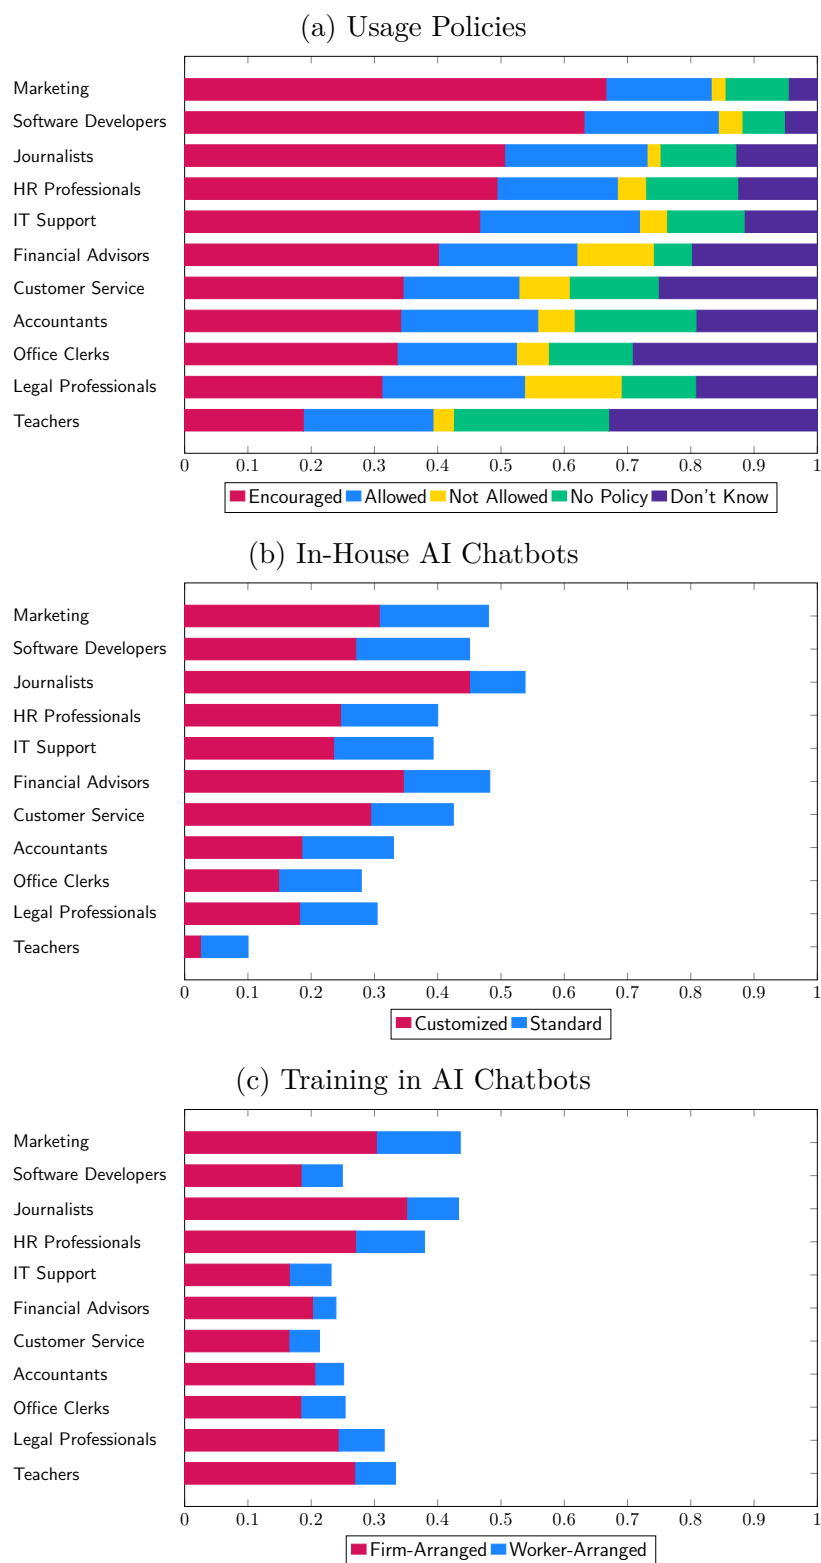 (a) Usage Policies
Marketing
Software Developers
Journalists
HR Professionals
IT Support
Financial Advisors
Customer Service
Accountants
Office Clerks
Legal Professionals
Teachers
0 0.1 0.2 0.3 0.4 0.5 0.6 0.7 0.8 0.9 1
Encouraged Allowed Not Allowed No Policy Don't Know
(b) In-House AI Chatbots
Marketing
Software Developers
Journalists
HR Professionals
IT Support
Financial Advisors
Customer Service
Accountants
Office Clerks
Legal Professionals
Teachers
0 0.1 0.2 0.3 0.4 0.5 0.6 0.7 0.8 0.9 1
Customized Standard
(c) Training in AI Chatbots
Marketing
Software Developers
Journalists
HR Professionals
IT Support
Financial Advisors
Customer Service
Accountants
Office Clerks
Legal Professionals
Teachers
0 0.1 0.2 0.3 0.4 0.5 0.6 0.7 0.8 0.9 1
Firm-Arranged Worker-Arranged